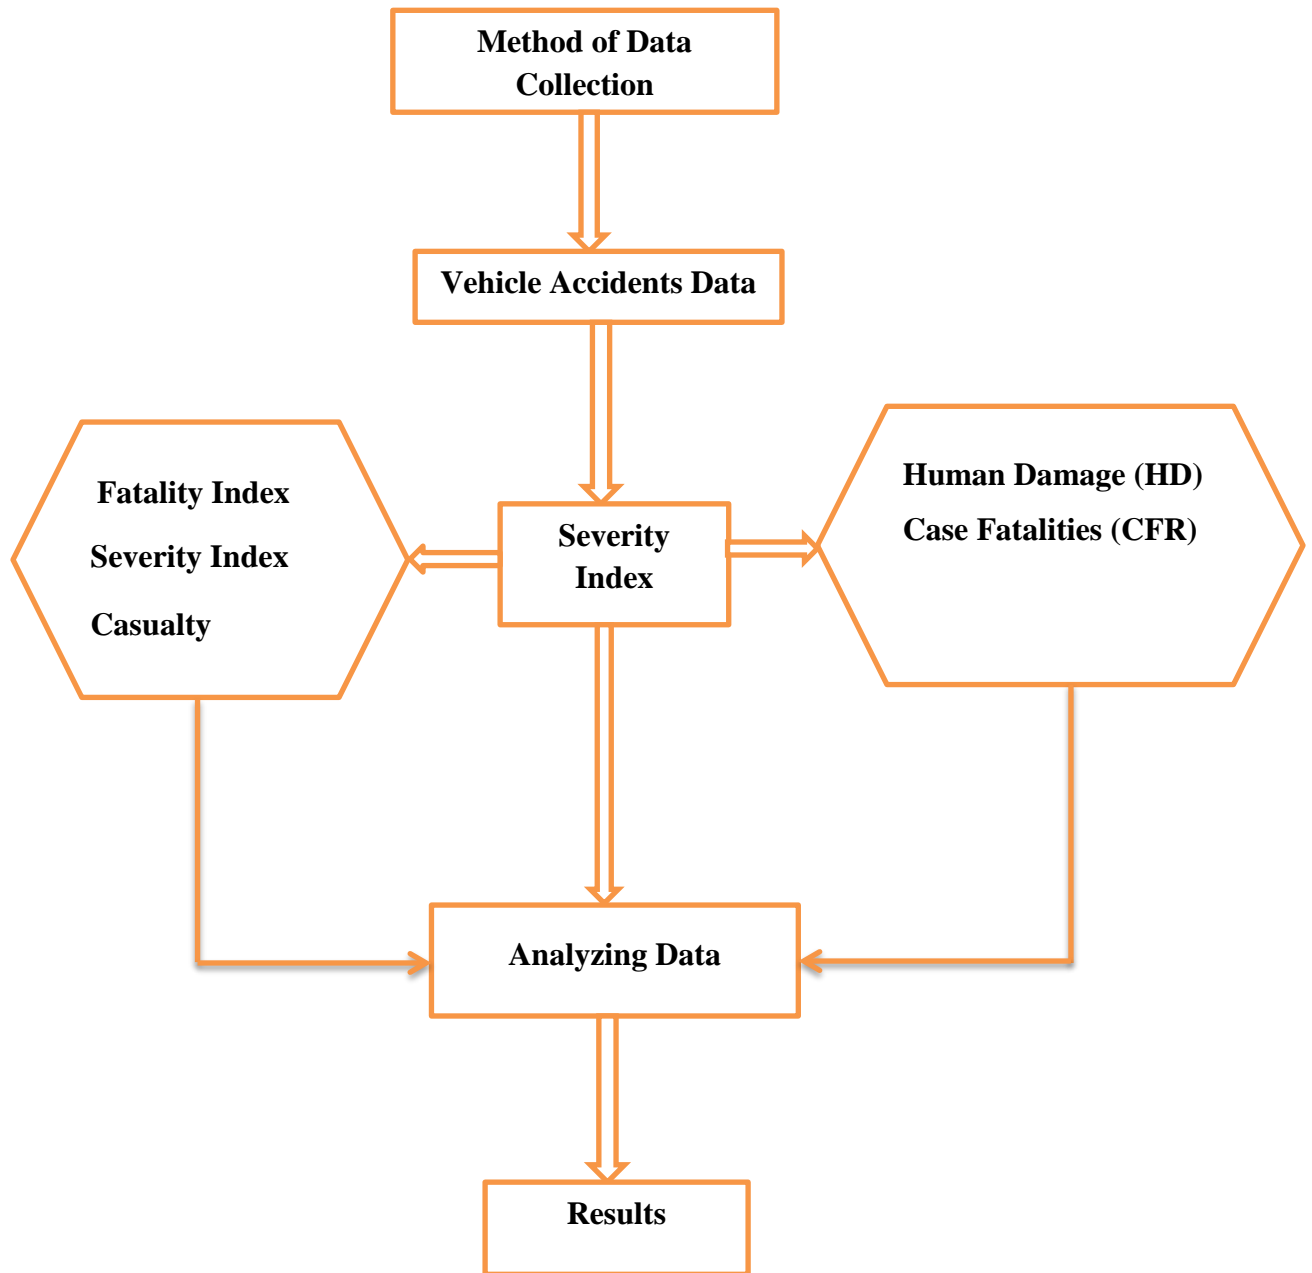 Method of Data
Collection
Vehicle Accidents Data
Fatality Index
Severity Index
Casualty
Severity
Index
Human Damage (HD)
Case Fatalities (CFR)
Analyzing Data
Results